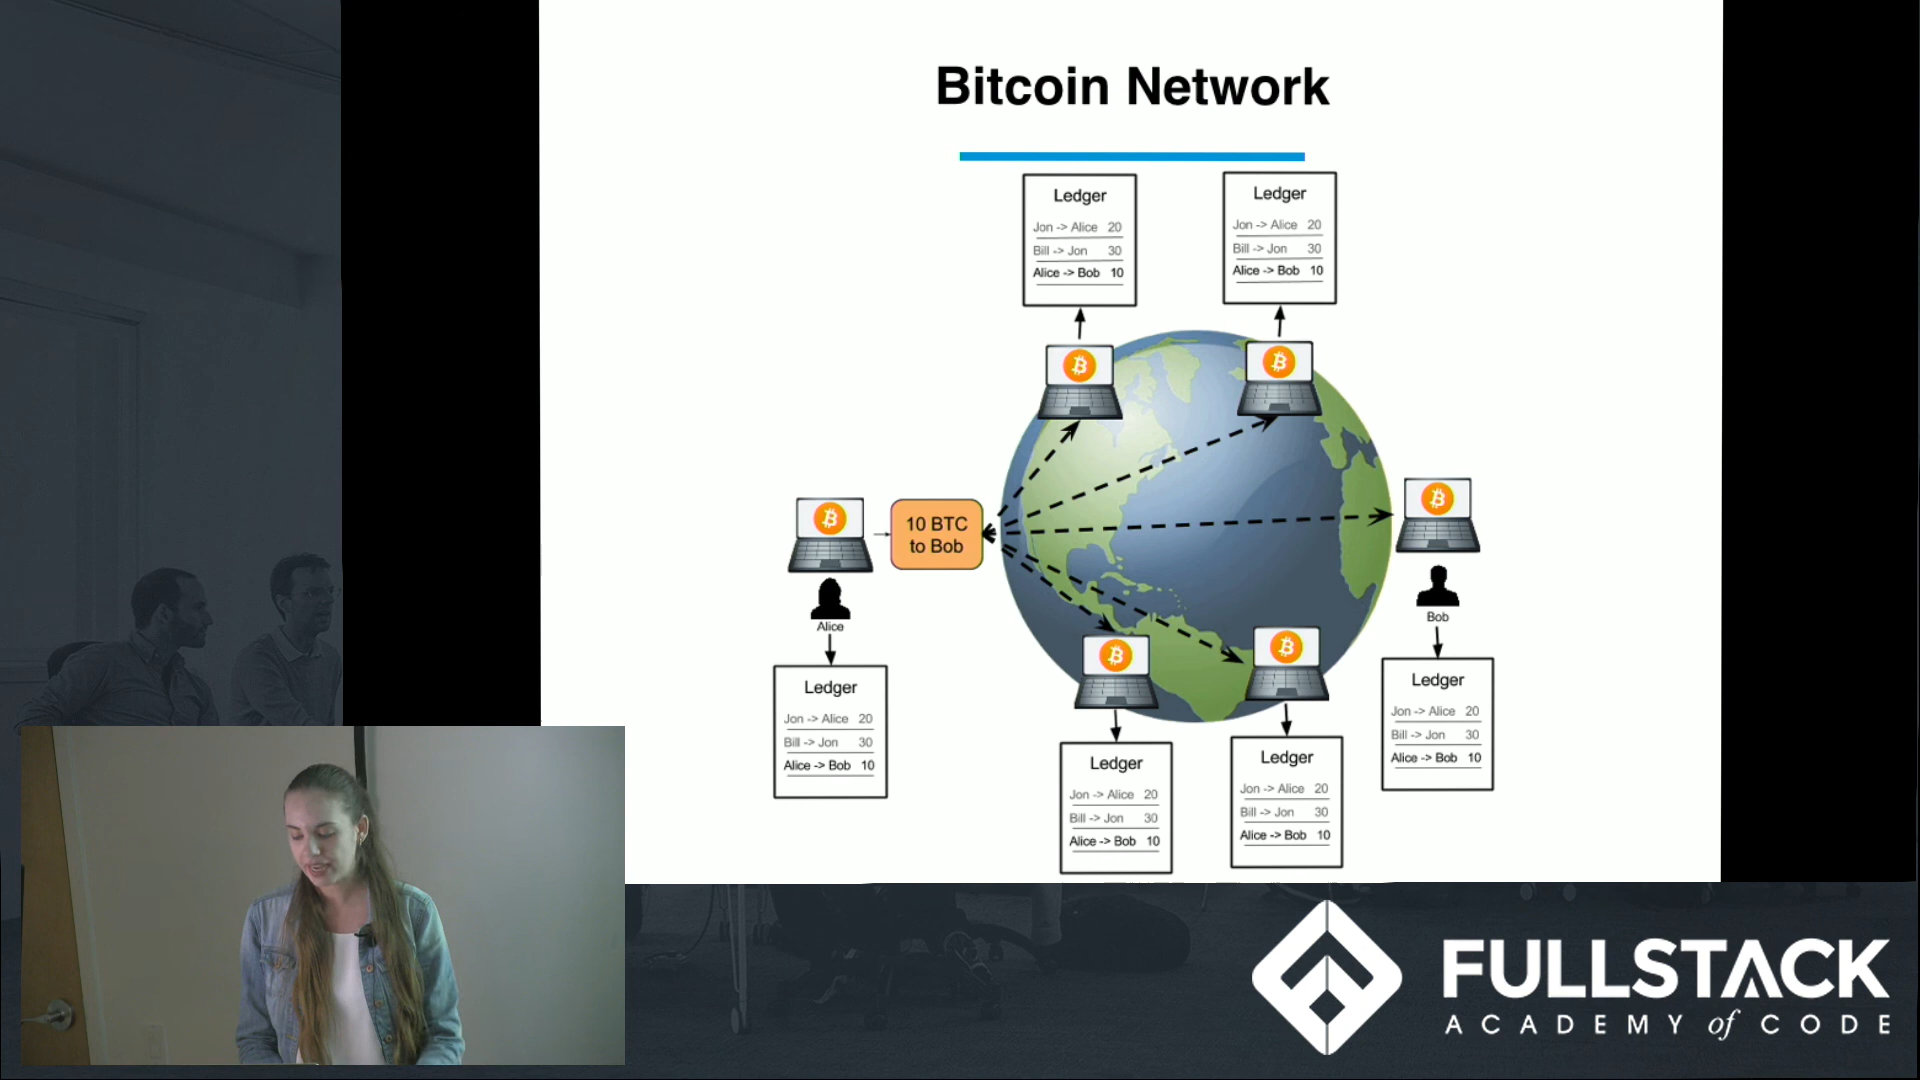 Bitcoin Network
Ledger
Jon -> Alice 20
Bill -> Jon 30
Alice -> Bob 10
Ledger
Jon -> Alice 20
Bill -> Jon 30
Alice -> Bob 10
10 BTC
to Bob
Alice
Bob
Ledger
Jon -> Alice 20
Bill -> Jon 30
Alice -> Bob 10
Ledger
Jon -> Alice 20
Bill -> Jon 30
Alice -> Bob 10
Ledger
Jon -> Alice 20
Bill -> Jon 30
Alice -> Bob 10
Ledger
Jon -> Alice 20
Bill -> Jon 30
Alice -> Bob 10
FULLSTACK
ACADEMY of CODE